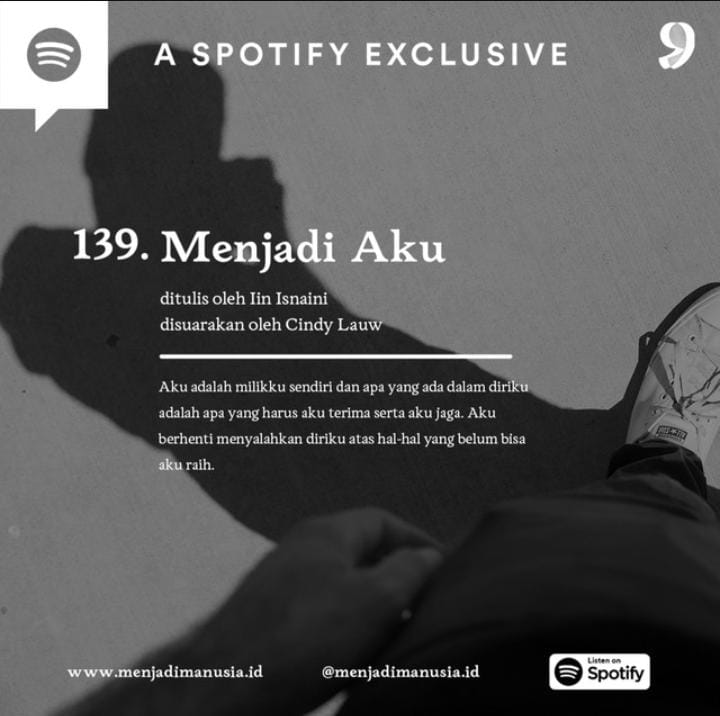 A SPOTIFY EXCLUSIVE
139. Menjadi Aku
ditulis oleh Iin Isnaini
disuarakan oleh Cindy Lauw
Aku adalah milikku sendiri dan apa yang ada dalam diriku
adalah apa yang harus aku terima serta aku jaga. Aku
berhenti menyalahkan diriku atas hal-hal yang belum bisa
aku raih.
www.menjadimanusia.id
@menjadimanusia.id
Listen on
Spotify